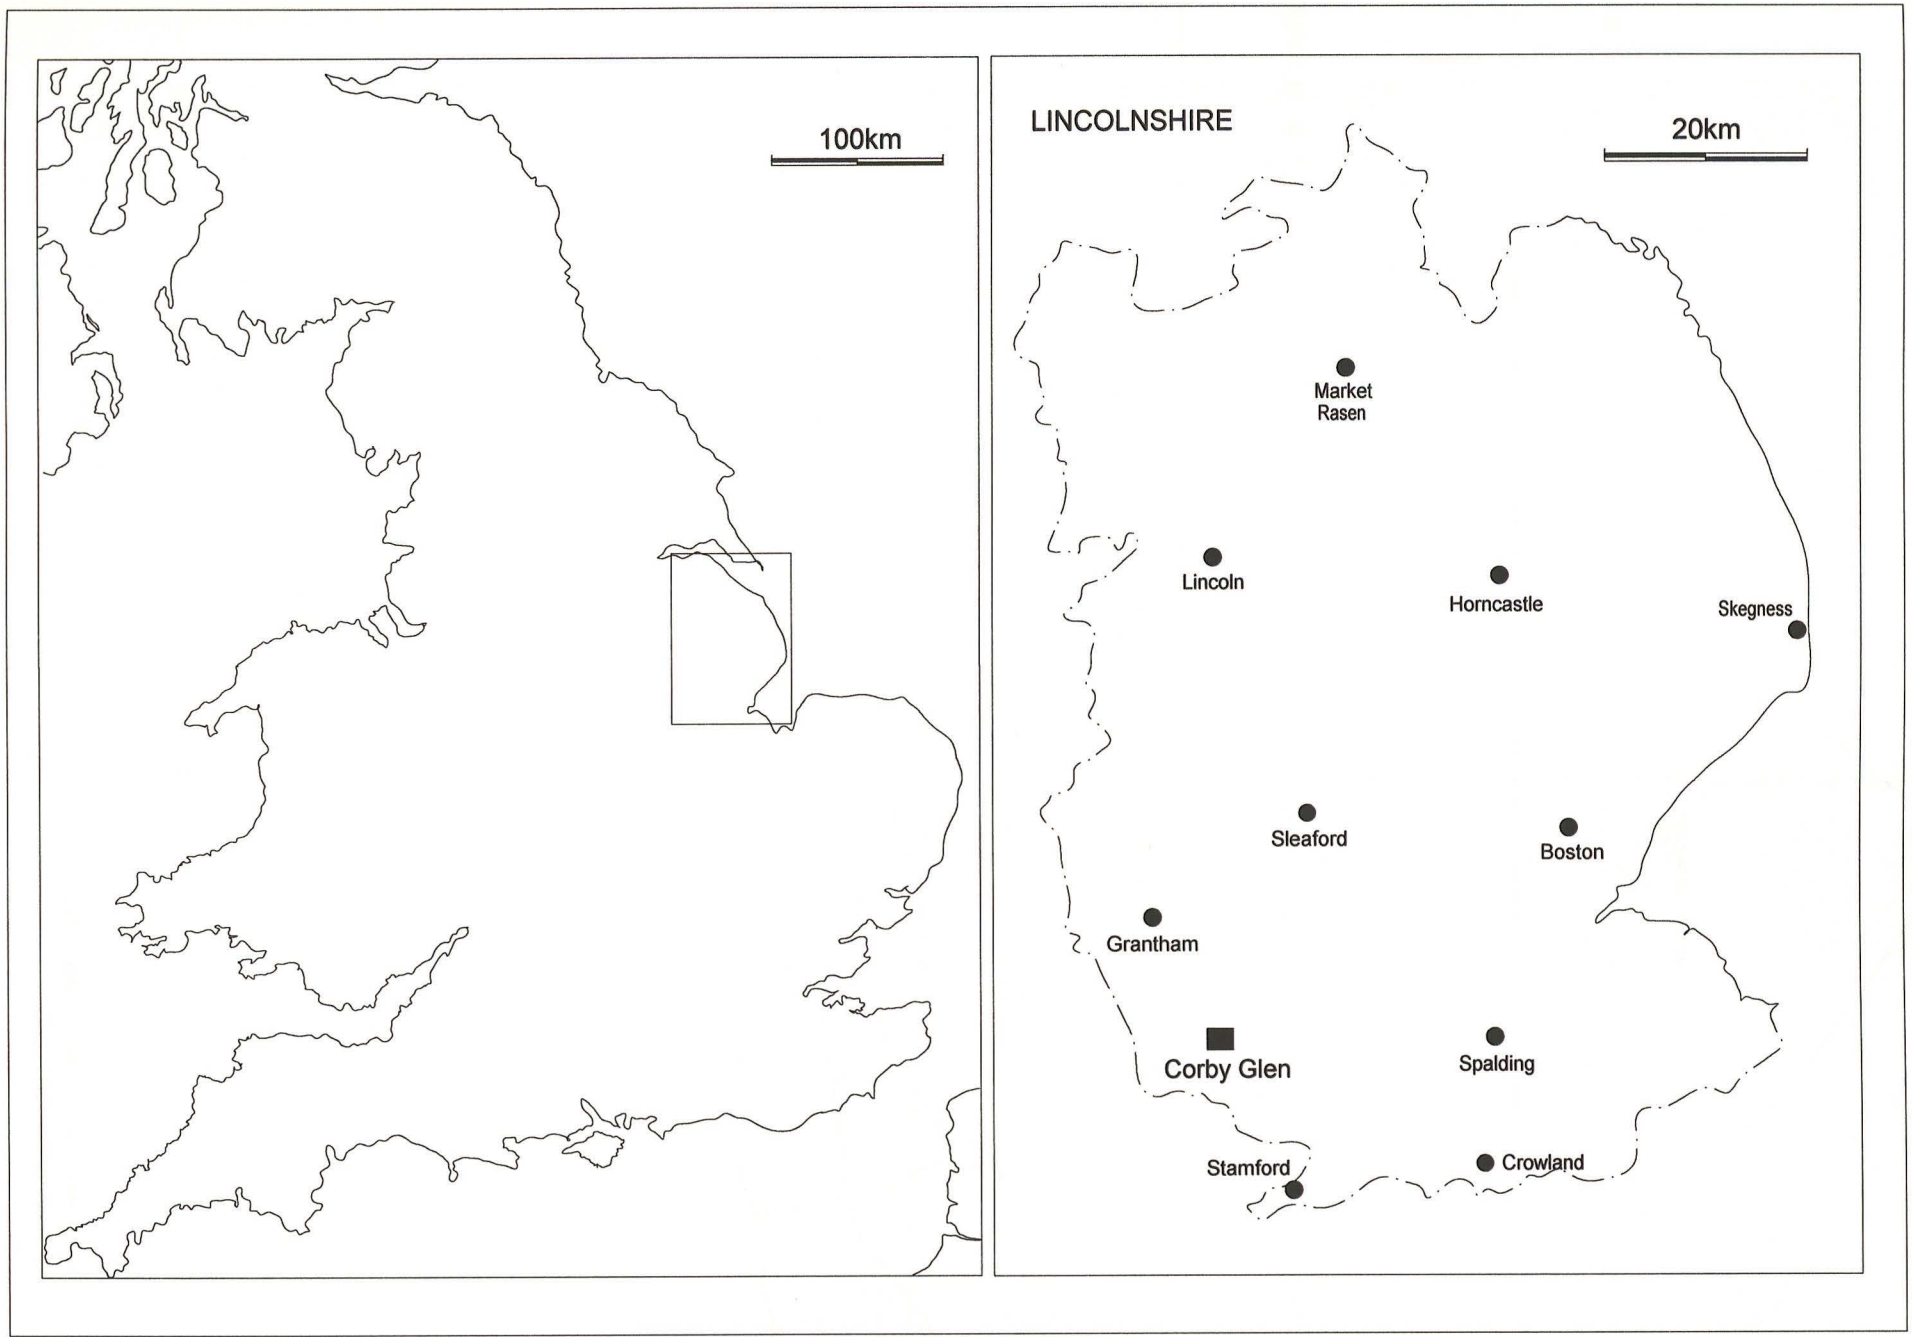 100km
LINCOLNSHIRE
20km
Market
Rasen
Lincoln
Horncastle
Skegness
Sleaford
Boston
Grantham
Corby Glen
Spalding
Stamford
Crowland